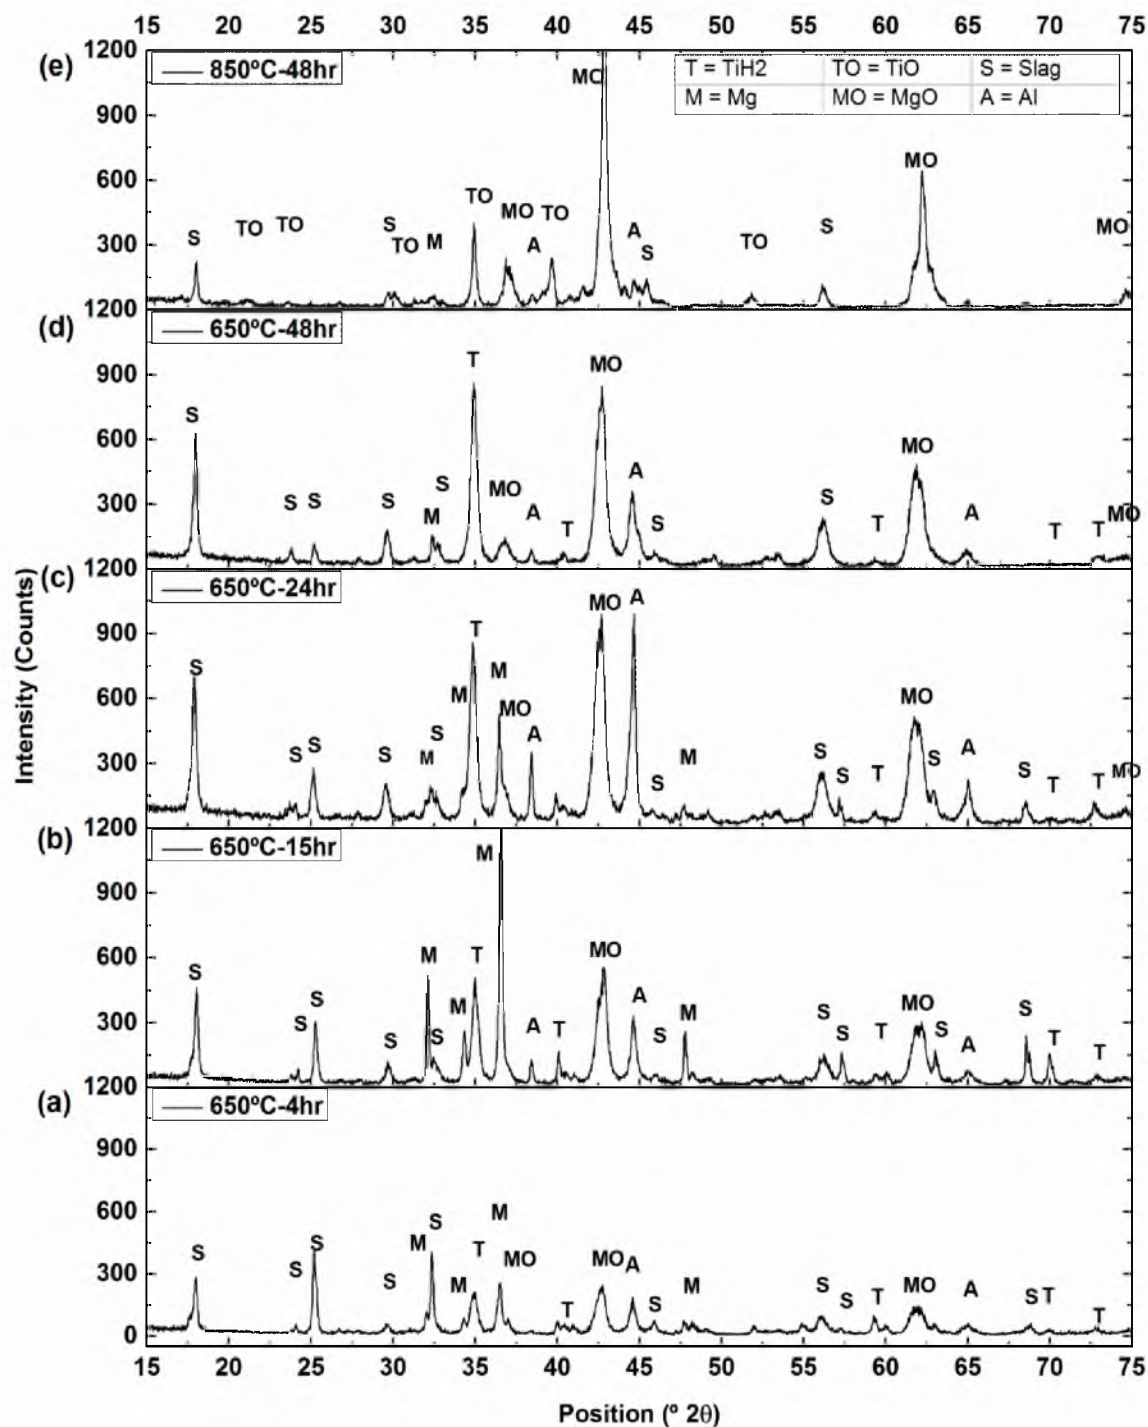 15 20 25 30 35 40 45 50 55 60 65 70 75
(e) 1200 850ºC-48hr T = TiH2 TO = TiO S = Slag
M = Mg MO = MgO A = Al
900
600
300
S TO TO S TO M TO MO A TO MO A S TO S MO MO
(d) 1200 650ºC-48hr
900
600
300
S S S S M S T MO A T MO A S S T MO A T T MO
(c) 1200 650ºC-24hr
900
600
300
S S S S M S M T M MO A MO A S M S S T MO S A S T T MO
(b) 1200 650ºC-15hr
900
600
300
S S S S M S M T M A T MO A S M S S T MO S A S T T
(a) 1200 650ºC-4hr
900
600
300
0
S S S S M S M T M MO T MO A S M S S T MO A S T T
15 20 25 30 35 40 45 50 55 60 65 70 75
Position (º 2θ)
Intensity (Counts)